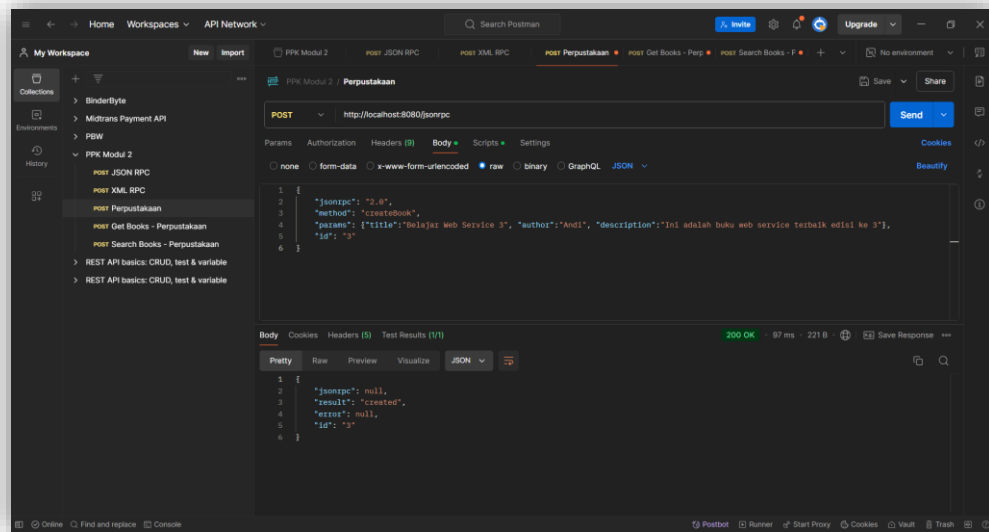 Home Workspaces API Network Search Postman Invite Upgrade
My Workspace New Import PPK Modul 2 POST JSON RPC POST XML RPC POST Perpustakaan POST Get Books - Perp POST Search Books - P No environment
Collections
Environments
History
BinderByte
Midtrans Payment API
PBW
PPK Modul 2
POST JSON RPC
POST XML RPC
POST Perpustakaan
POST Get Books - Perpustakaan
POST Search Books - Perpustakaan
REST API basics: CRUD, test & variable
REST API basics: CRUD, test & variable
PPK Modul 2 / Perpustakaan Save Share
POST http://localhost:8080/jsonrpc Send
Params Authorization Headers (9) Body Scripts Settings Cookies
none form-data x-www-form-urlencoded raw binary GraphQL JSON Beautify
1 {
2 "jsonrpc": "2.0",
3 "method": "createBook",
4 "params": {"title":"Belajar Web Service 3", "author":"Andi", "description":"Ini adalah buku web service terbaik edisi ke 3"},
5 "id": "3"
6 }
Body Cookies Headers (5) Test Results (1/1) 200 OK 97 ms 221 B Save Response
Pretty Raw Preview Visualize JSON
1 {
2 "jsonrpc": null,
3 "result": "created",
4 "error": null,
5 "id": "3"
6 }
Online Find and replace Console Postbot Runner Start Proxy Cookies Vault Trash